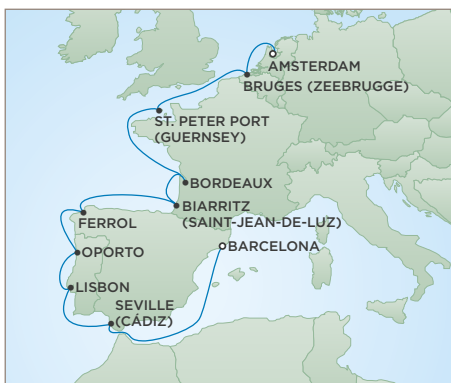 AMSTERDAM
BRUGES (ZEEBRUGGE)
ST. PETER PORT
(GUERNSEY)
BORDEAUX
BIARRITZ
(SAINT-JEAN-DE-LUZ)
FERROL
BARCELONA
OPORTO
LISBON
SEVILLE
(CÁDIZ)